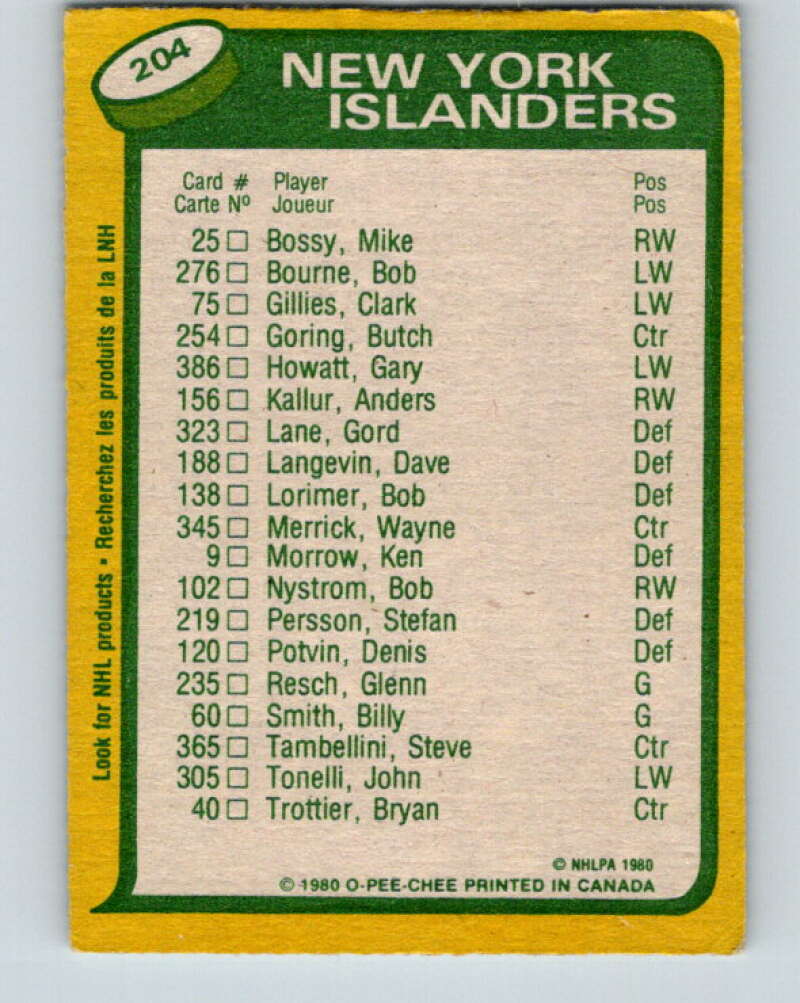 204
NEW YORK
ISLANDERS
Card # Player Pos
Carte Nº Joueur Pos
25 □ Bossy, Mike RW
276 □ Bourne, Bob LW
75 □ Gillies, Clark LW
254 □ Goring, Butch Ctr
386 □ Howatt, Gary LW
156 □ Kallur, Anders RW
323 □ Lane, Gord Def
188 □ Langevin, Dave Def
138 □ Lorimer, Bob Def
345 □ Merrick, Wayne Ctr
9 □ Morrow, Ken Def
102 □ Nystrom, Bob RW
219 □ Persson, Stefan Def
120 □ Potvin, Denis Def
235 □ Resch, Glenn G
60 □ Smith, Billy G
365 □ Tambellini, Steve Ctr
305 □ Tonelli, John LW
40 □ Trottier, Bryan Ctr
© NHLPA 1980
© 1980 O-PEE-CHEE PRINTED IN CANADA
Look for NHL products • Recherchez les produits de la LNH